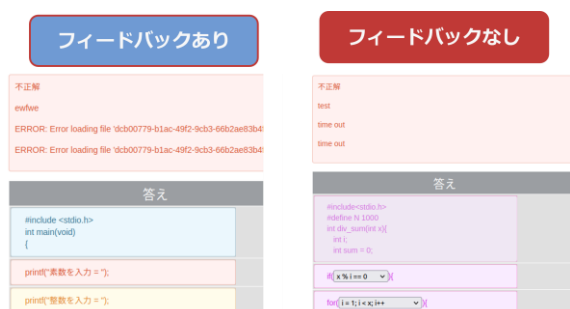 フィードバックあり
不正解
ewfwe
ERROR: Error loading file 'dcb00779-b1ac-49f2-9cb3-66b2ae83b4
ERROR: Error loading file 'dcb00779-b1ac-49f2-9cb3-66b2ae83b4
答え
#include <stdio.h>
int main(void)
{
printf("素数を入力 = ");
printf("整数を入力 = ");
フィードバックなし
不正解
test
time out
time out
答え
#include<stdio.h>
#define N 1000
int div_sum(int x){
int i;
int sum = 0;
if( x % i == 0 ){
for( i = 1; i < x; i++ ){